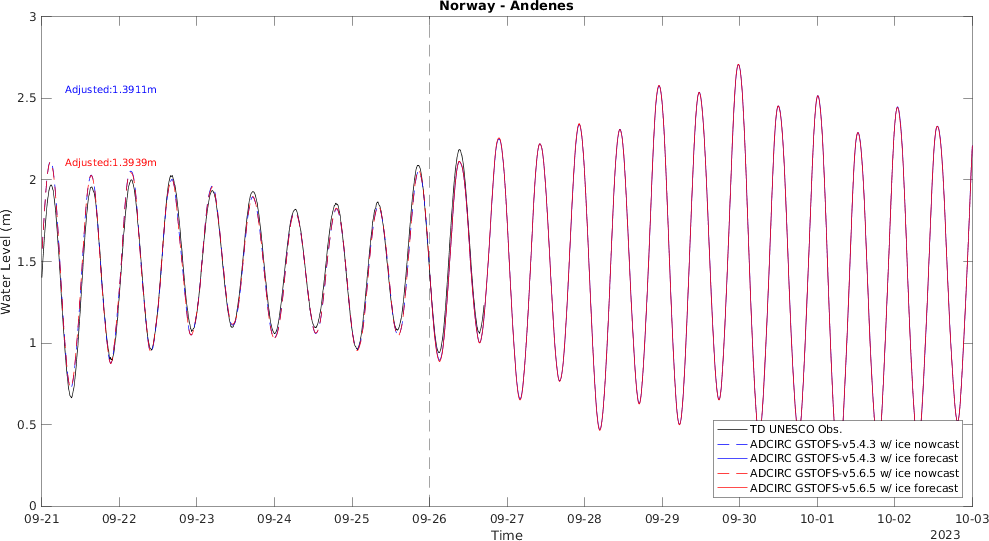 Norway - Andenes
3
2.5
2
1.5
1
0.5
0
Water Level (m)
Adjusted:1.3911m
Adjusted:1.3939m
TD UNESCO Obs.
ADCIRC GSTOFS-v5.4.3 w/ ice nowcast
ADCIRC GSTOFS-v5.4.3 w/ ice forecast
ADCIRC GSTOFS-v5.6.5 w/ ice nowcast
ADCIRC GSTOFS-v5.6.5 w/ ice forecast
09-21 09-22 09-23 09-24 09-25 09-26 09-27 09-28 09-29 09-30 10-01 10-02 10-03
Time
2023